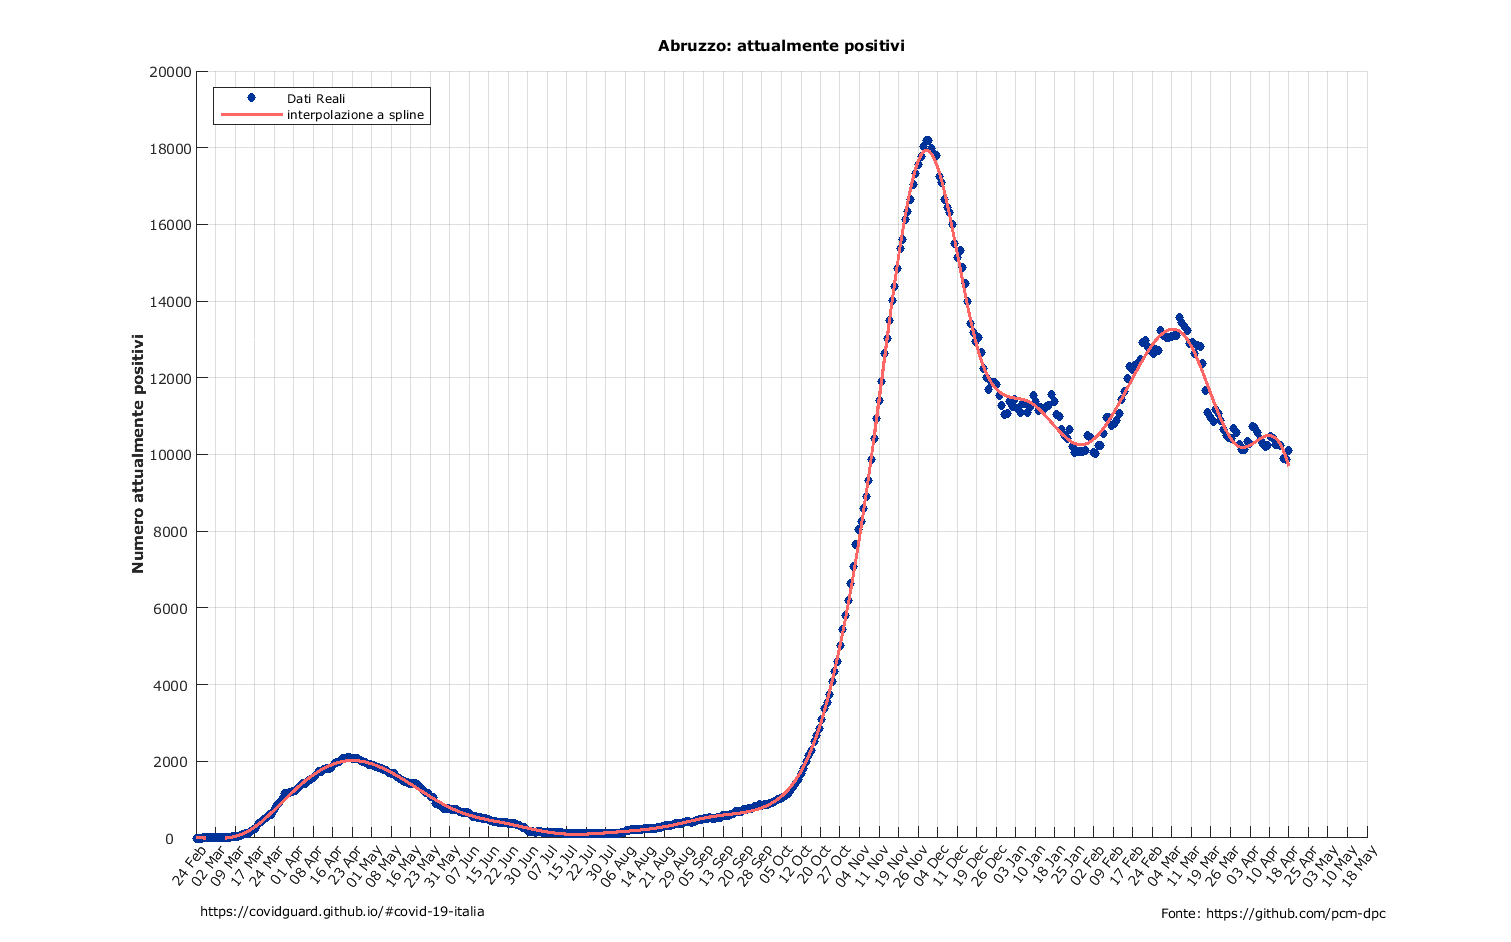 Abruzzo: attualmente positivi
Dati Reali
interpolazione a spline
Numero attualmente positivi
20000
18000
16000
14000
12000
10000
8000
6000
4000
2000
0
24 Feb
02 Mar
09 Mar
17 Mar
24 Mar
01 Apr
08 Apr
16 Apr
23 Apr
01 May
08 May
16 May
23 May
31 May
07 Jun
15 Jun
22 Jun
30 Jun
07 Jul
15 Jul
22 Jul
30 Jul
06 Aug
14 Aug
21 Aug
29 Aug
05 Sep
13 Sep
20 Sep
28 Sep
05 Oct
12 Oct
20 Oct
27 Oct
04 Nov
11 Nov
19 Nov
26 Nov
04 Dec
11 Dec
19 Dec
26 Dec
03 Jan
10 Jan
18 Jan
25 Jan
02 Feb
09 Feb
17 Feb
24 Feb
04 Mar
11 Mar
19 Mar
26 Mar
03 Apr
10 Apr
18 Apr
25 Apr
03 May
10 May
18 May
https://covidguard.github.io/#covid-19-italia
Fonte: https://github.com/pcm-dpc